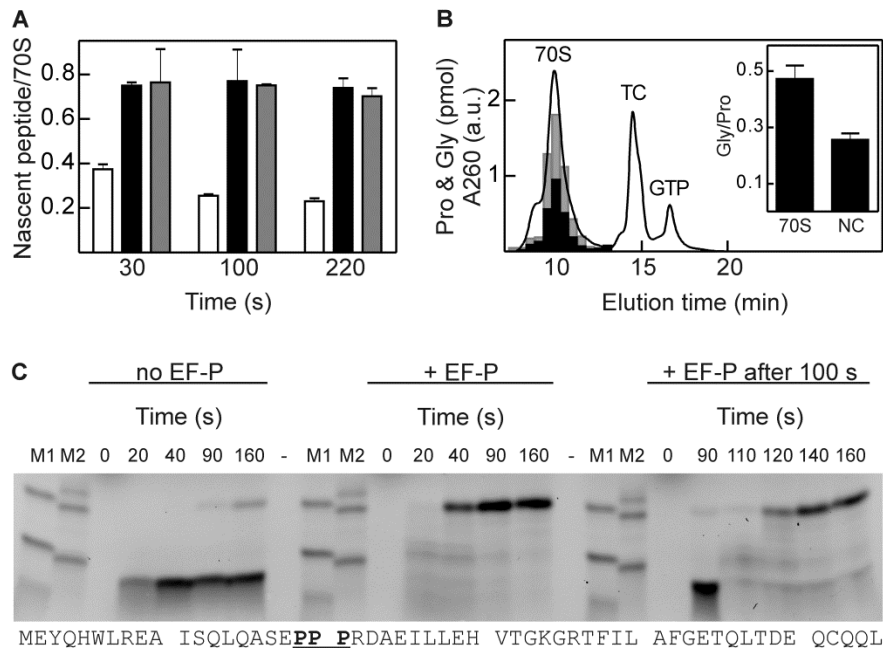 A
Nascent peptide/70S
0.8
0.6
0.4
0.2
30 100 220
Time (s)
B
Pro & Gly (pmol)
A260 (a.u.)
2
1
70S
TC
GTP
10 15 20
Elution time (min)
Gly/Pro
0.5
0.3
0.1
70S NC
C
no EF-P + EF-P + EF-P after 100 s
Time (s) Time (s) Time (s)
M1 M2 0 20 40 90 160 - M1 M2 0 20 40 90 160 - M1 M2 0 90 110 120 140 160
MEYQHWLREA ISQLQASEPP PRDAEILLEH VTGKGRTFIL AFGETQLTDE QCQQL